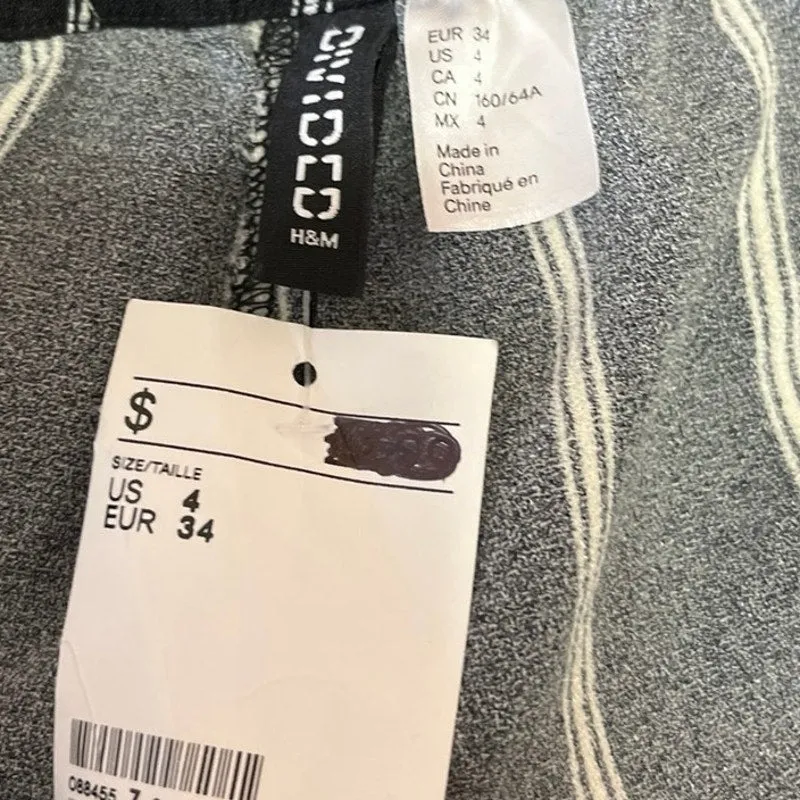 DIVIDED
H&M
EUR 34
US 4
CA 4
CN 160/64A
MX 4
Made in
China
Fabriqué en
Chine
$
SIZE/TAILLE
US 4
EUR 34
088455 7